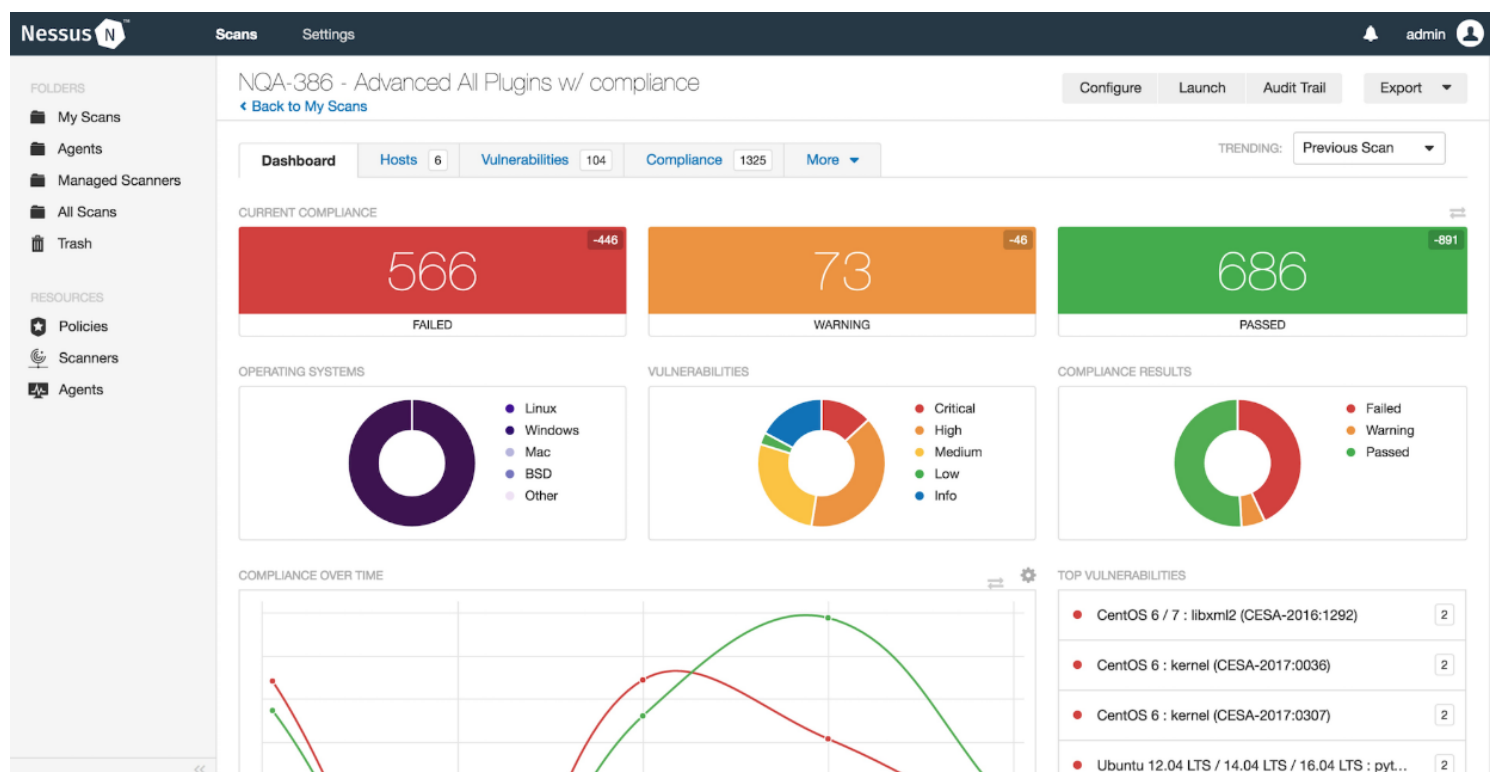 Nessus N ™
Scans Settings
admin
FOLDERS
My Scans
Agents
Managed Scanners
All Scans
Trash
RESOURCES
Policies
Scanners
Agents
NQA-386 - Advanced All Plugins w/ compliance
Back to My Scans
Configure Launch Audit Trail Export
Dashboard Hosts 6 Vulnerabilities 104 Compliance 1325 More
TRENDING: Previous Scan
CURRENT COMPLIANCE
-446
566
FAILED
-46
73
WARNING
-891
686
PASSED
OPERATING SYSTEMS
Linux
Windows
Mac
BSD
Other
VULNERABILITIES
Critical
High
Medium
Low
Info
COMPLIANCE RESULTS
Failed
Warning
Passed
COMPLIANCE OVER TIME
TOP VULNERABILITIES
CentOS 6 / 7 : libxml2 (CESA-2016:1292) 2
CentOS 6 : kernel (CESA-2017:0036) 2
CentOS 6 : kernel (CESA-2017:0307) 2
Ubuntu 12.04 LTS / 14.04 LTS / 16.04 LTS : pyt... 2